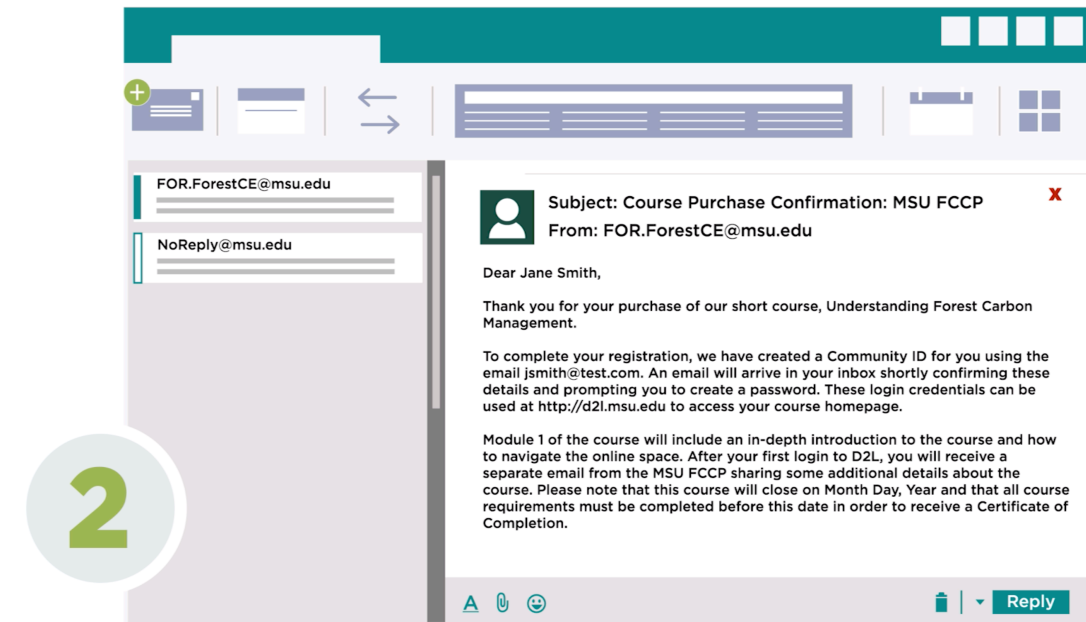 FOR.ForestCE@msu.edu
NoReply@msu.edu
Subject: Course Purchase Confirmation: MSU FCCP
X
From: FOR.ForestCE@msu.edu
Dear Jane Smith,
Thank you for your purchase of our short course, Understanding Forest Carbon
Management.
To complete your registration, we have created a Community ID for you using the
email jsmith@test.com. An email will arrive in your inbox shortly confirming these
details and prompting you to create a password. These login credentials can be
used at http://d2l.msu.edu to access your course homepage.
Module 1 of the course will include an in-depth introduction to the course and how
to navigate the online space. After your first login to D2L, you will receive a
separate email from the MSU FCCP sharing some additional details about the
course. Please note that this course will close on Month Day, Year and that all course
requirements must be completed before this date in order to receive a Certificate of
Completion.
2
A
Reply